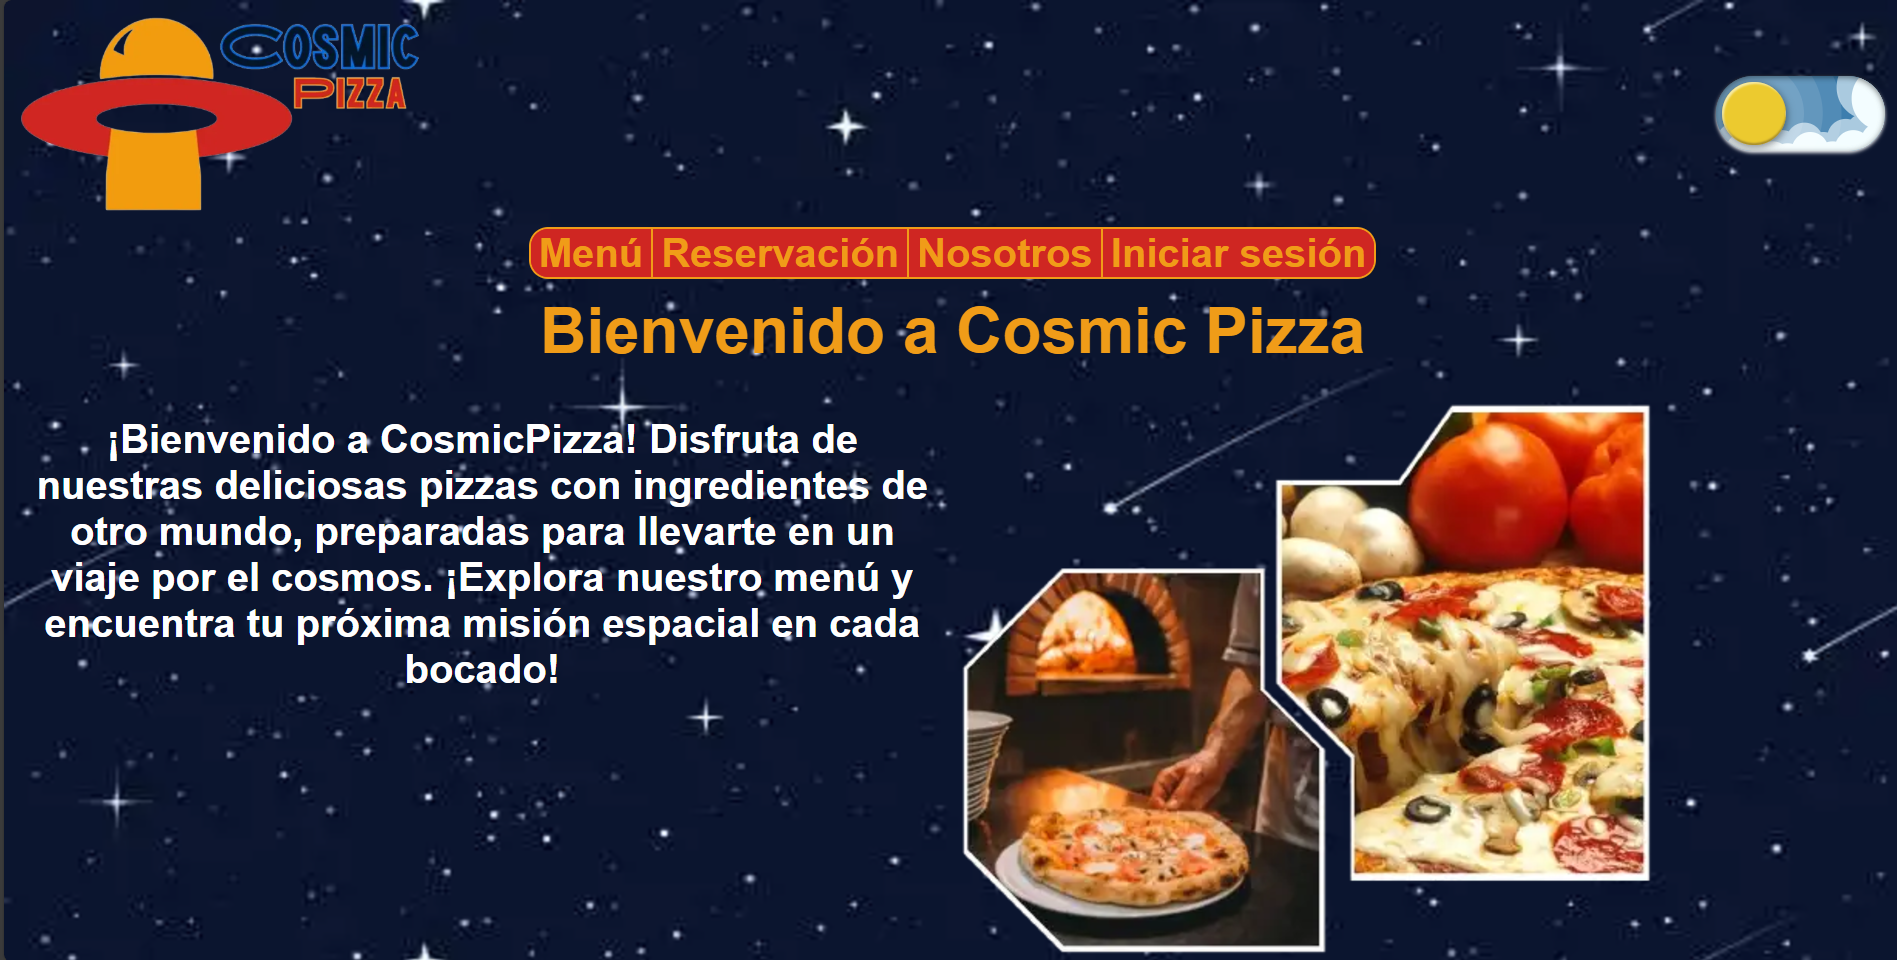 COSMIC
PIZZA
Menú Reservación Nosotros Iniciar sesión
Bienvenido a Cosmic Pizza
¡Bienvenido a CosmicPizza! Disfruta de
nuestras deliciosas pizzas con ingredientes de
otro mundo, preparadas para llevarte en un
viaje por el cosmos. ¡Explora nuestro menú y
encuentra tu próxima misión espacial en cada
bocado!